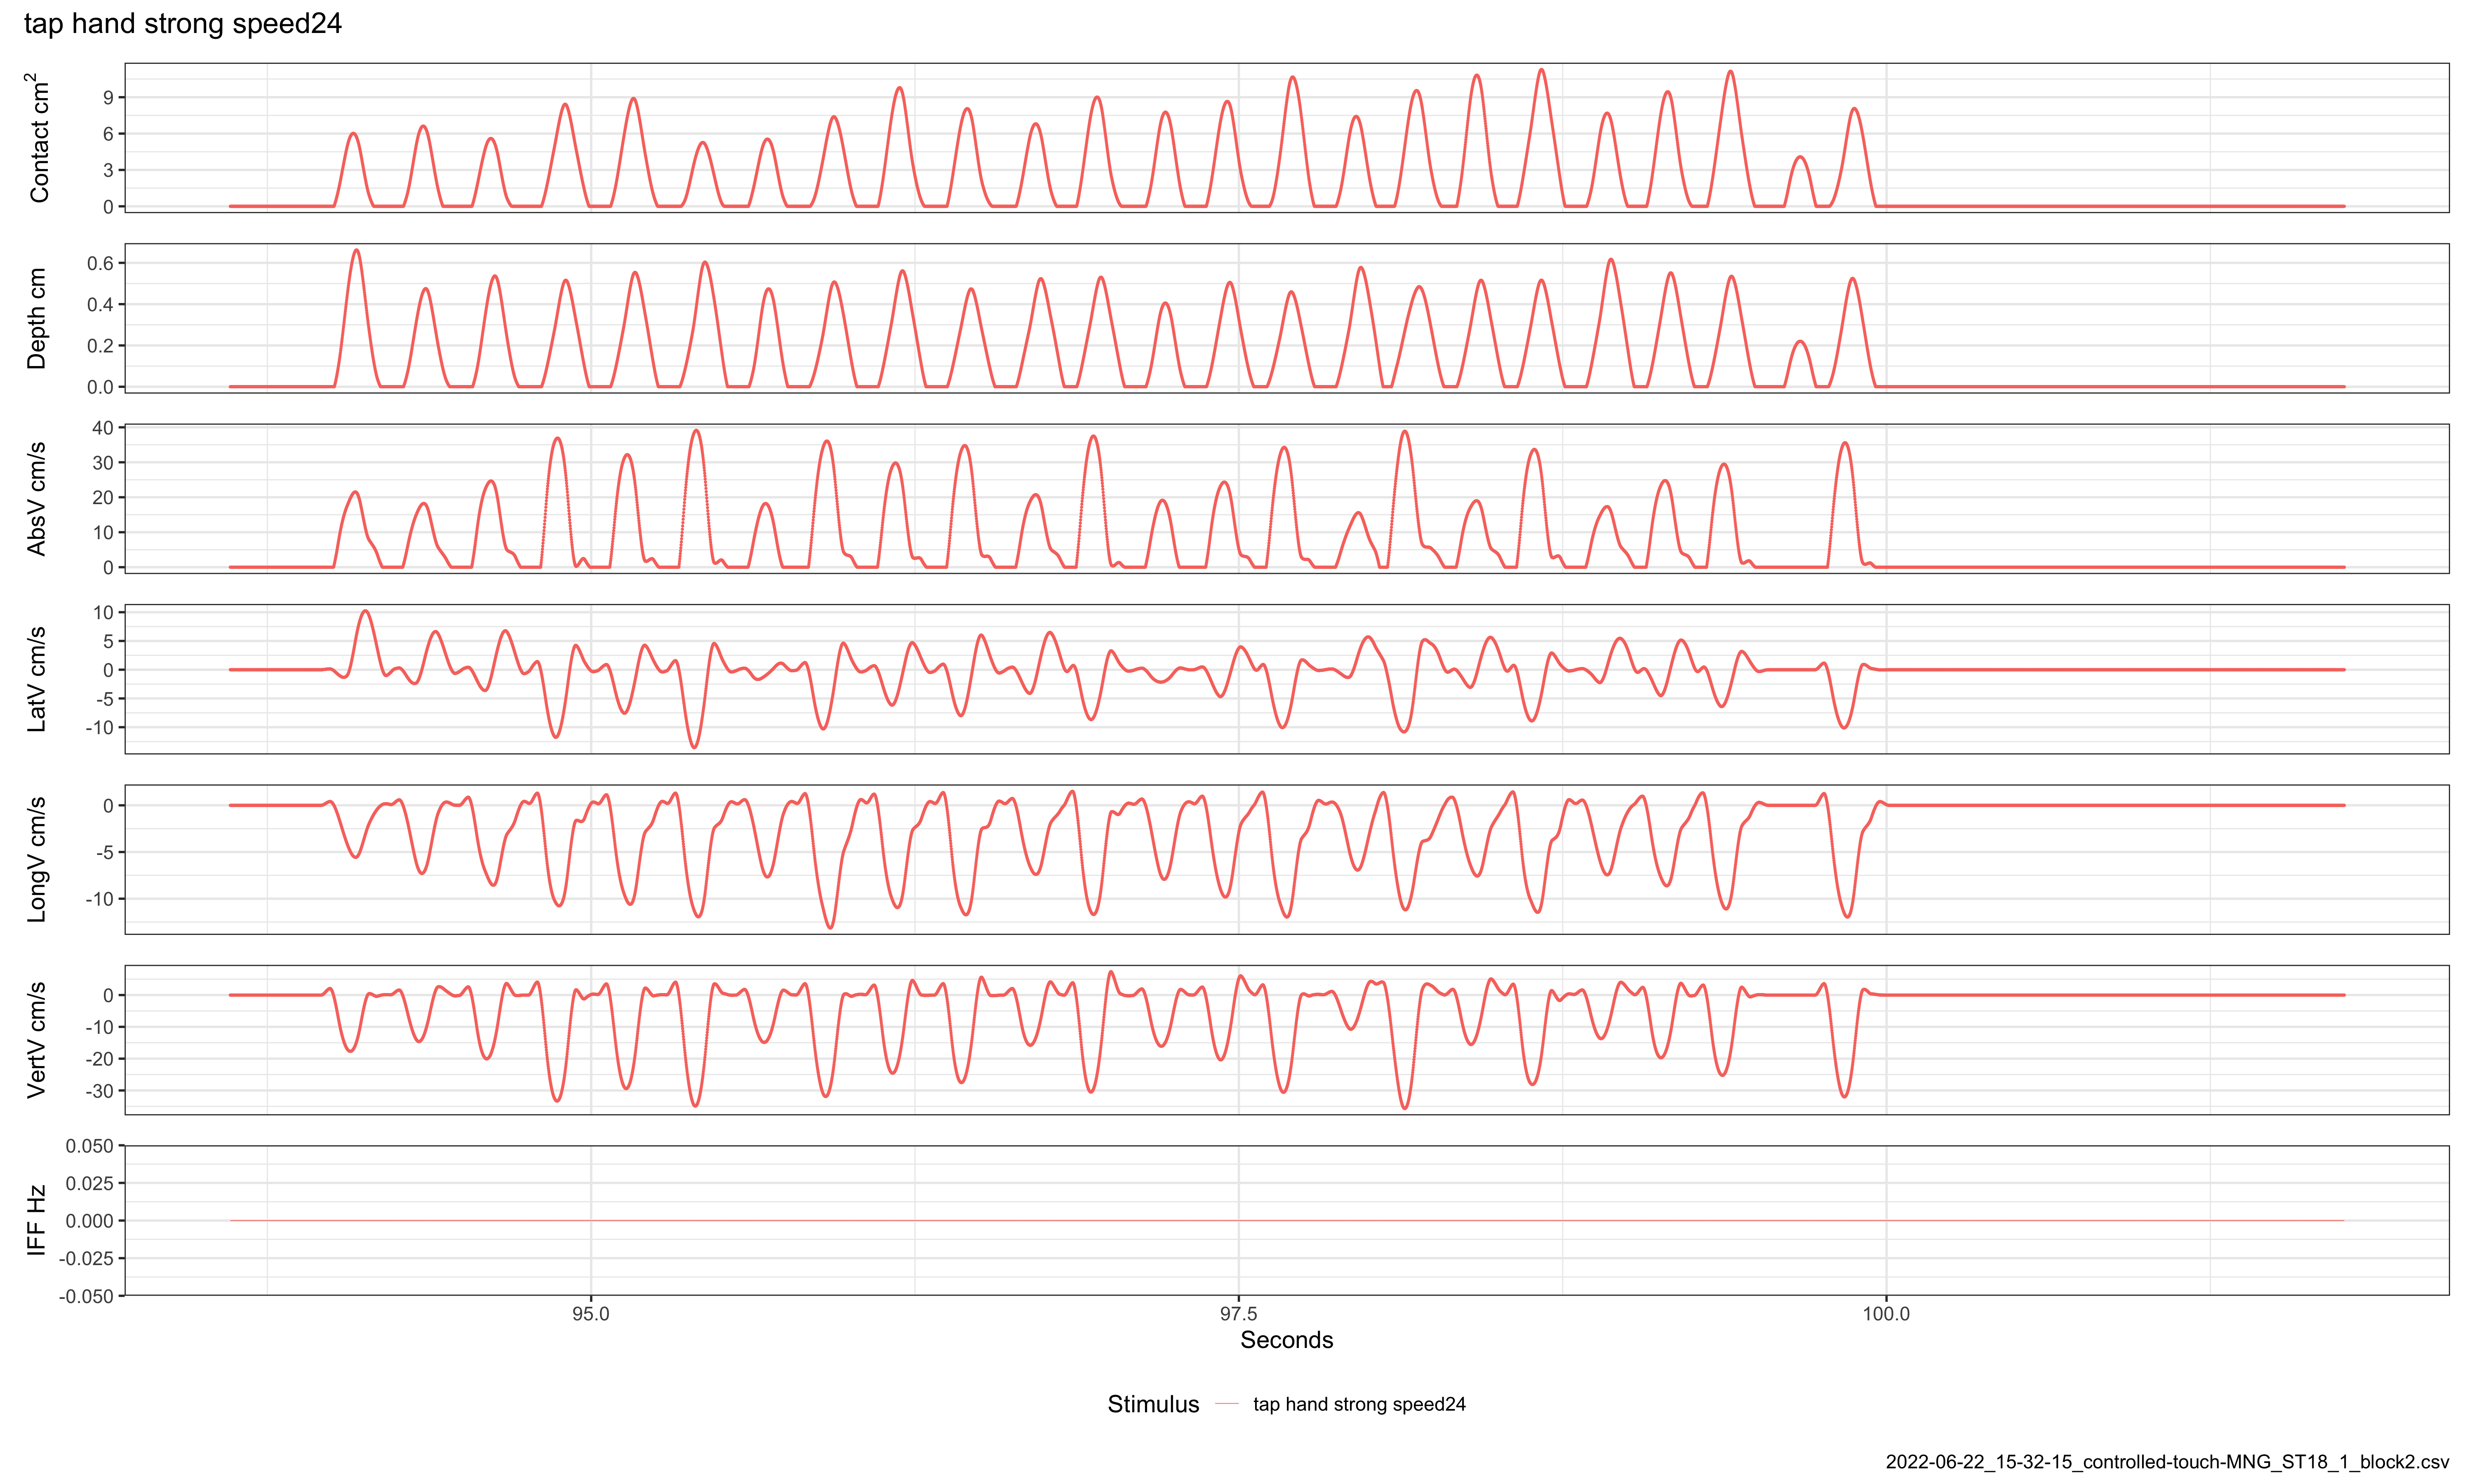 tap hand strong speed24
Contact cm²
9
6
3
0
Depth cm
0.6
0.4
0.2
0.0
AbsV cm/s
40
30
20
10
0
LatV cm/s
10
5
0
-5
-10
LongV cm/s
0
-5
-10
VertV cm/s
0
-10
-20
-30
IFF Hz
0.050
0.025
0.000
-0.025
-0.050
95.0 97.5 100.0
Seconds
Stimulus tap hand strong speed24
2022-06-22_15-32-15_controlled-touch-MNG_ST18_1_block2.csv